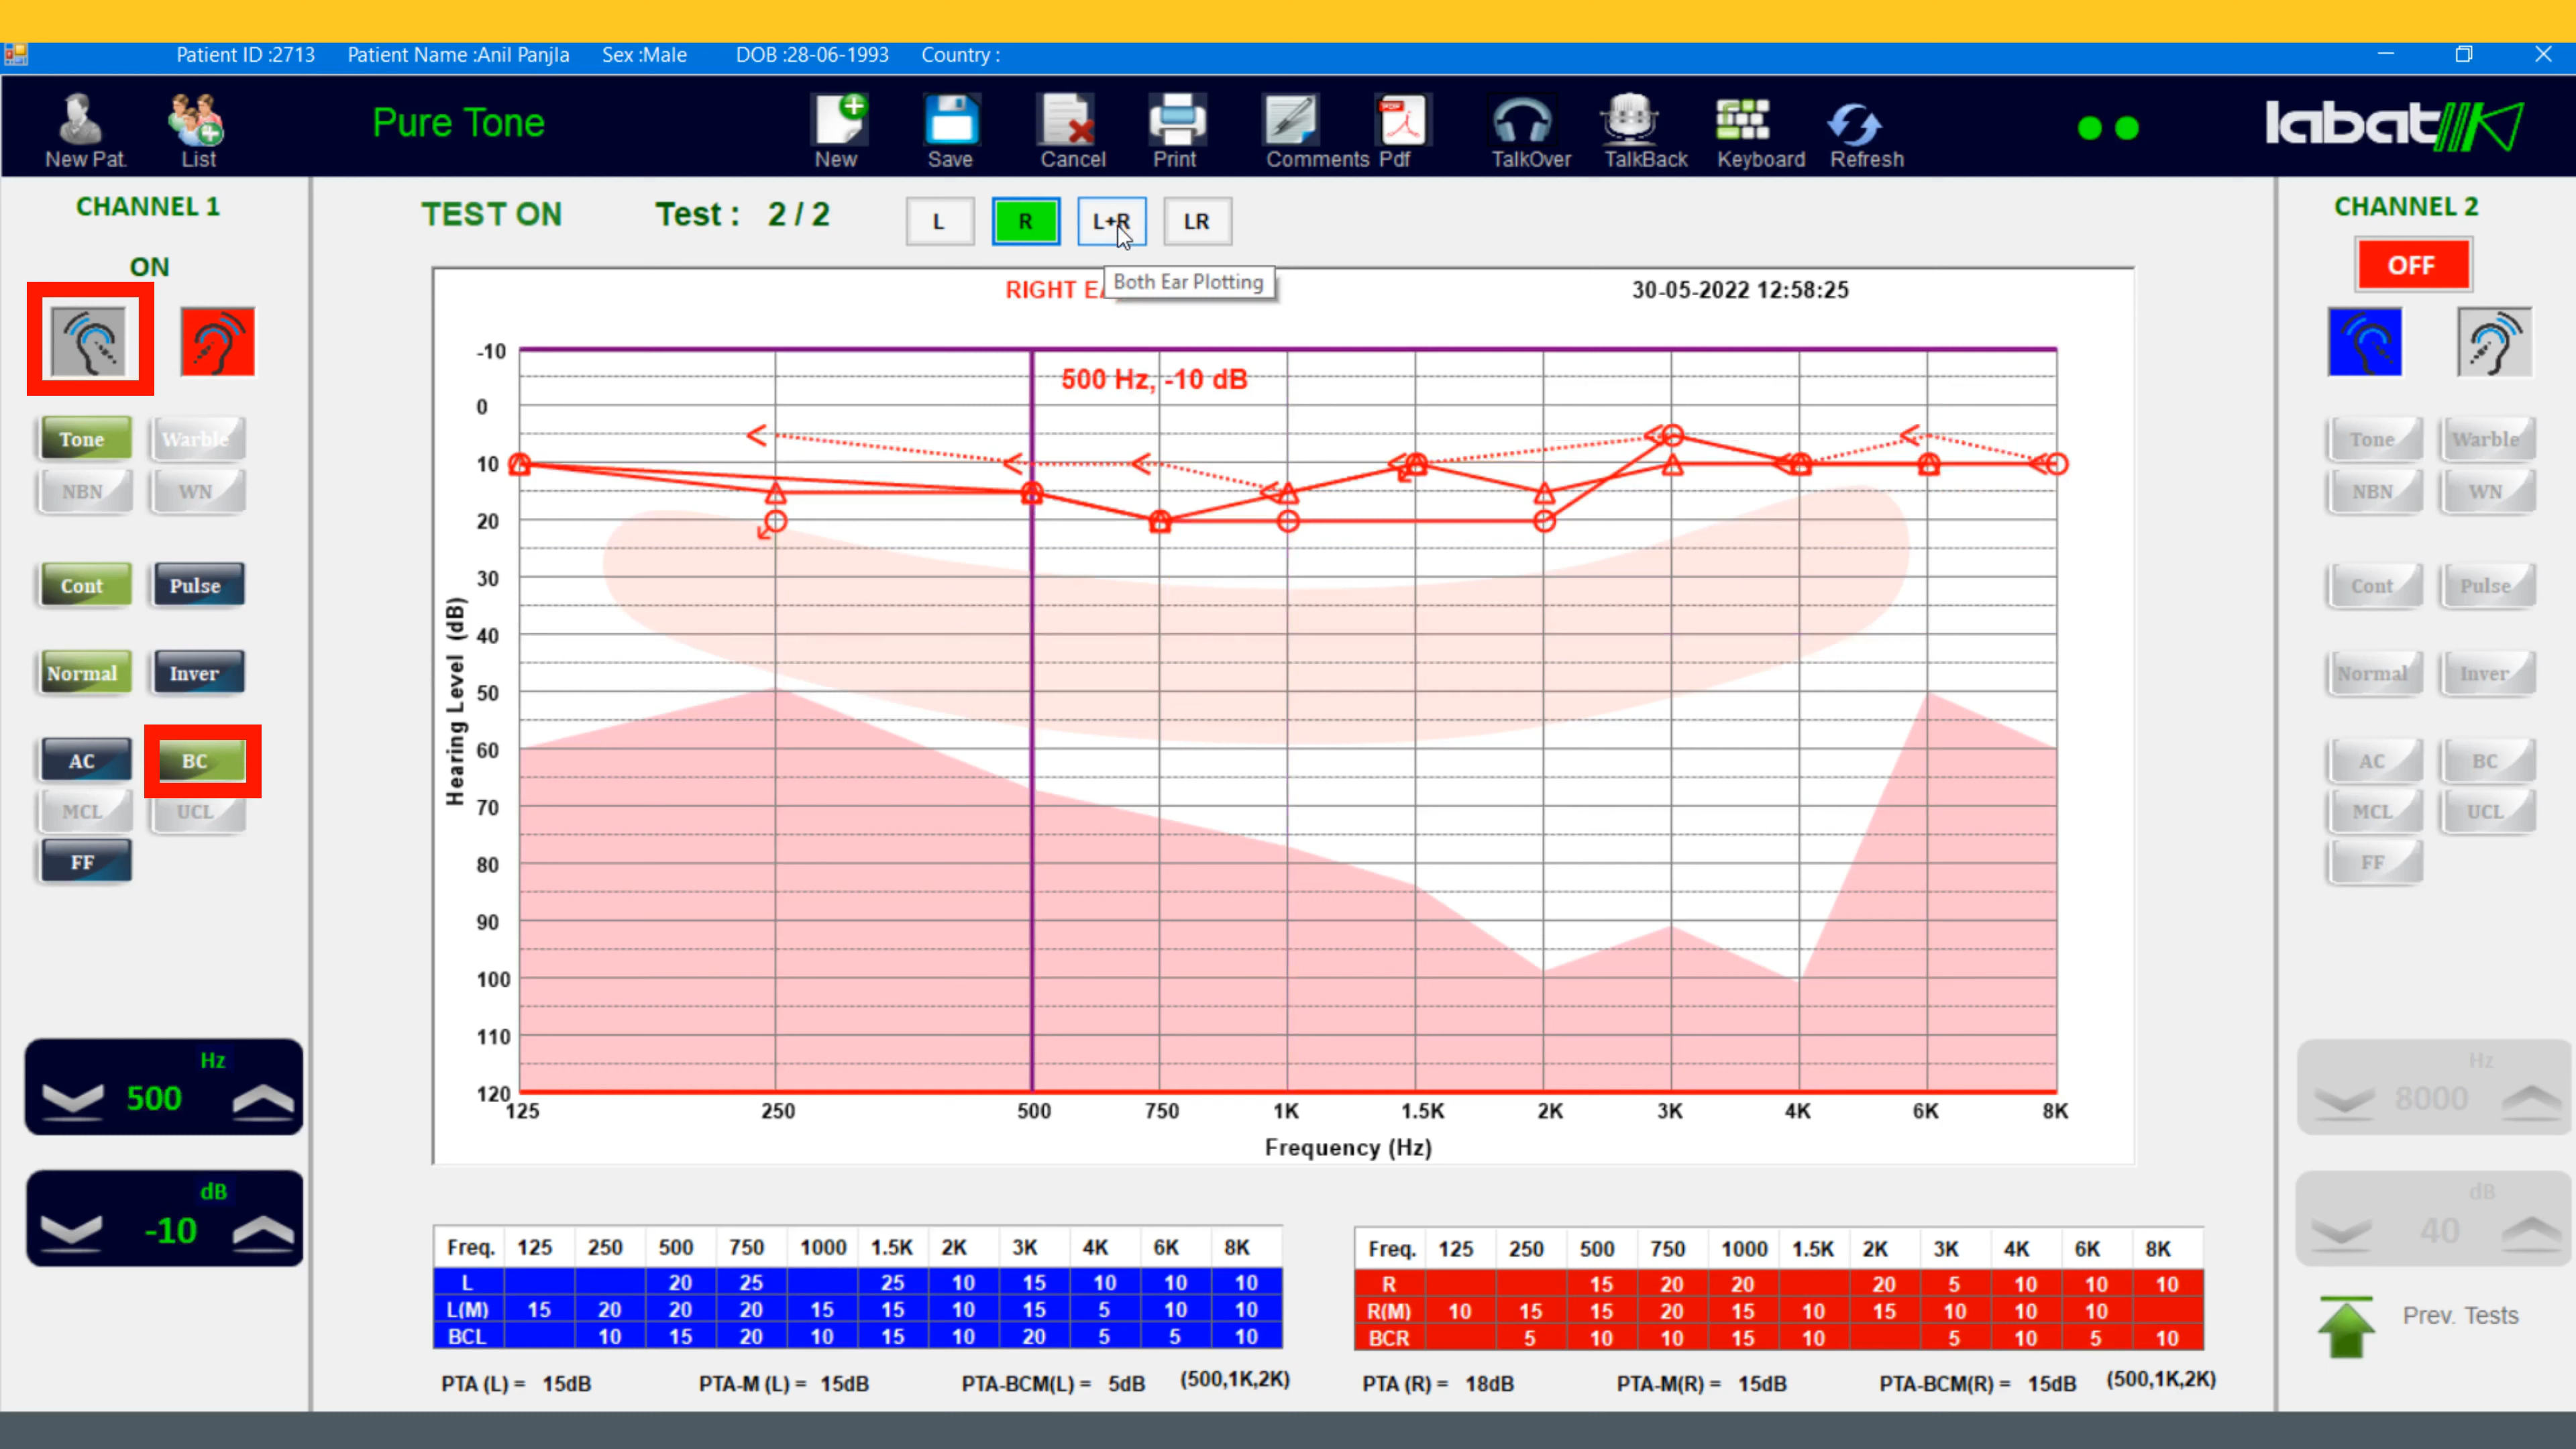 Patient ID :2713 Patient Name :Anil Panjla Sex :Male DOB :28-06-1993 Country :
New Pat. List Pure Tone New Save Cancel Print Comments Pdf TalkOver TalkBack Keyboard Refresh labat
CHANNEL 1
ON
Tone Warble
NBN WN
Cont Pulse
Normal Inver
AC BC
MCL UCL
FF
Hz
500
dB
-10
TEST ON Test : 2 / 2 L R L+R LR
Both Ear Plotting
RIGHT 30-05-2022 12:58:25
500 Hz, -10 dB
Hearing Level (dB)
-10
0
10
20
30
40
50
60
70
80
90
100
110
120
125 250 500 750 1K 1.5K 2K 3K 4K 6K 8K
Frequency (Hz)
Freq. 125 250 500 750 1000 1.5K 2K 3K 4K 6K 8K
L 20 25 25 10 15 10 10 10
L(M) 15 20 20 20 15 15 10 15 5 10 10
BCL 10 15 20 10 15 10 20 5 5 10
PTA (L) = 15dB PTA-M (L) = 15dB PTA-BCM(L) = 5dB (500,1K,2K)
Freq. 125 250 500 750 1000 1.5K 2K 3K 4K 6K 8K
R 15 20 20 20 5 10 10 10
R(M) 10 15 15 20 15 10 15 10 10 10
BCR 5 10 10 15 10 5 10 5 10
PTA (R) = 18dB PTA-M(R) = 15dB PTA-BCM(R) = 15dB (500,1K,2K)
CHANNEL 2
OFF
Tone Warble
NBN WN
Cont Pulse
Normal Inver
AC BC
MCL UCL
FF
Hz
8000
dB
40
Prev. Tests